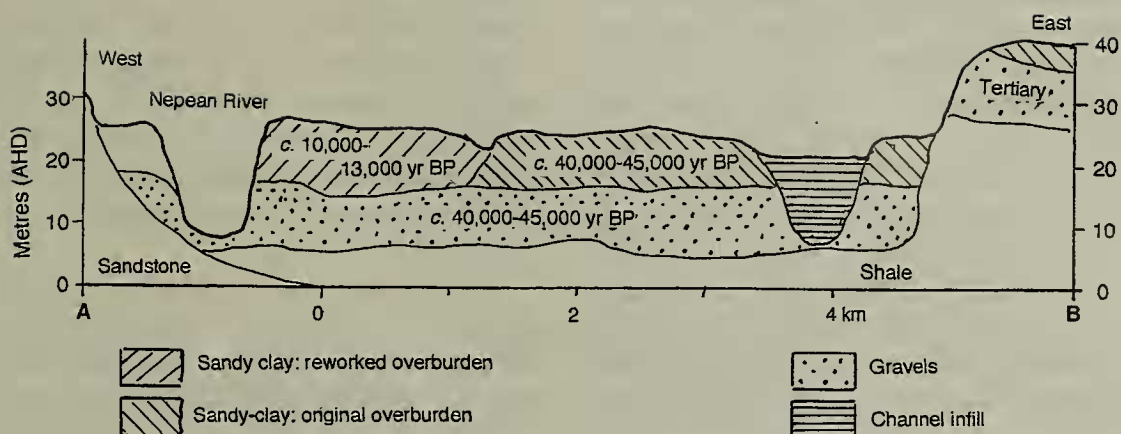 East
West
40
Nepean River
Tertiary
30
30
c. 10,000-
13,000 yr BP
c. 40,000-45,000 yr BP
20
20
c. 40,000-45,000 yr BP
10
10
Metres (AHD)
Sandstone
Shale
0
0
A
0
2
4 km
B
Sandy clay: reworked overburden
Gravels
Sandy-clay: original overburden
Channel infill